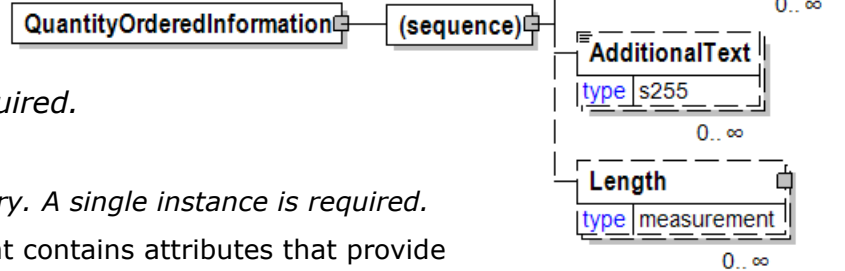 0.. ∞
QuantityOrderedInformation (sequence)
AdditionalText
type s255
uired.
0.. ∞
Length
ry. A single instance is required.
type measurement
at contains attributes that provide
0.. ∞